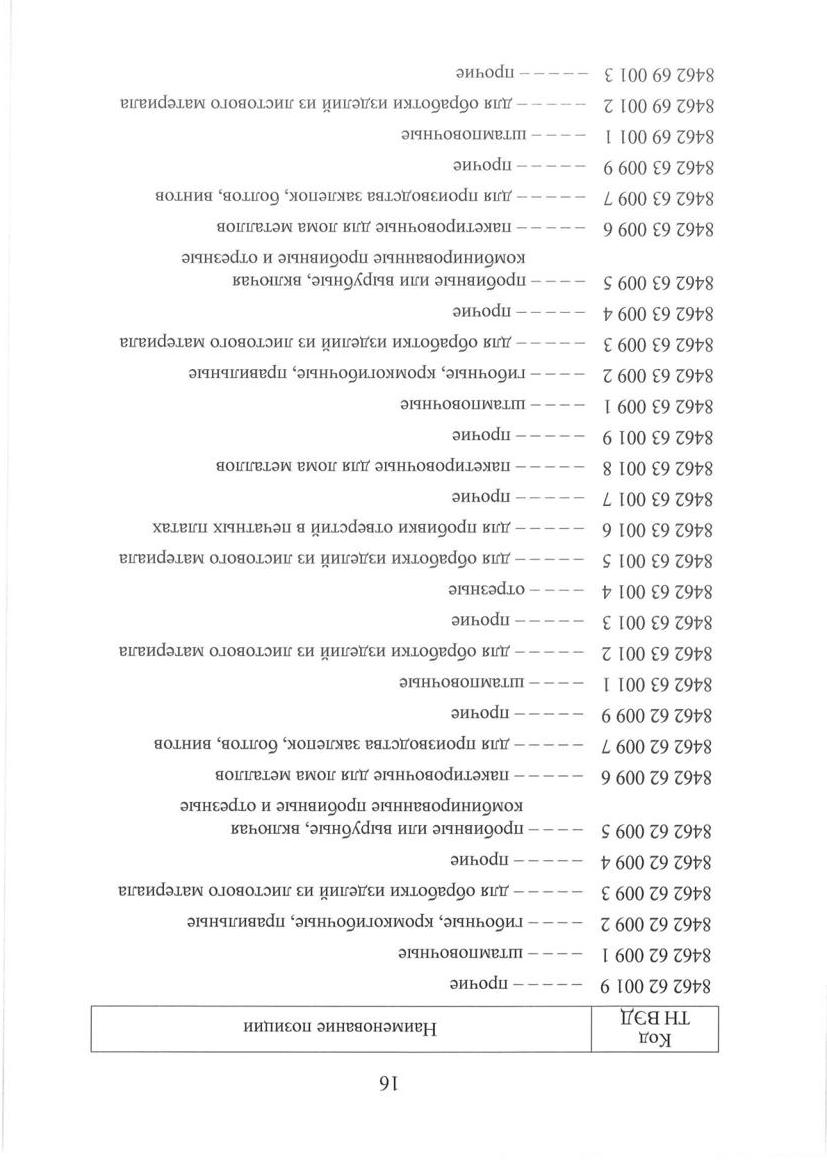 16
Код
ТН ВЭД
Наименование позиции
8462 62 001 9 – – – – – прочие
8462 62 009 1 – – – – штамповочные
8462 62 009 2 – – – – гибочные, кромкогибочные, правильные
8462 62 009 3 – – – – – для обработки изделий из листового материала
8462 62 009 4 – – – – – прочие
8462 62 009 5 – – – – пробивные или вырубные, включая
комбинированные пробивные и отрезные
8462 62 009 6 – – – – – пакетировочные для лома металлов
8462 62 009 7 – – – – – для производства заклепок, болтов, винтов
8462 62 009 9 – – – – – прочие
8462 63 001 1 – – – – штамповочные
8462 63 001 2 – – – – – для обработки изделий из листового материала
8462 63 001 3 – – – – – прочие
8462 63 001 4 – – – – отрезные
8462 63 001 5 – – – – – для обработки изделий из листового материала
8462 63 001 6 – – – – – для пробивки отверстий в печатных платах
8462 63 001 7 – – – – – прочие
8462 63 001 8 – – – – – пакетировочные для лома металлов
8462 63 001 9 – – – – – прочие
8462 63 009 1 – – – – штамповочные
8462 63 009 2 – – – – гибочные, кромкогибочные, правильные
8462 63 009 3 – – – – – для обработки изделий из листового материала
8462 63 009 4 – – – – – прочие
8462 63 009 5 – – – – пробивные или вырубные, включая
комбинированные пробивные и отрезные
8462 63 009 6 – – – – – пакетировочные для лома металлов
8462 63 009 7 – – – – – для производства заклепок, болтов, винтов
8462 63 009 9 – – – – – прочие
8462 69 001 1 – – – – штамповочные
8462 69 001 2 – – – – – для обработки изделий из листового материала
8462 69 001 3 – – – – – прочие